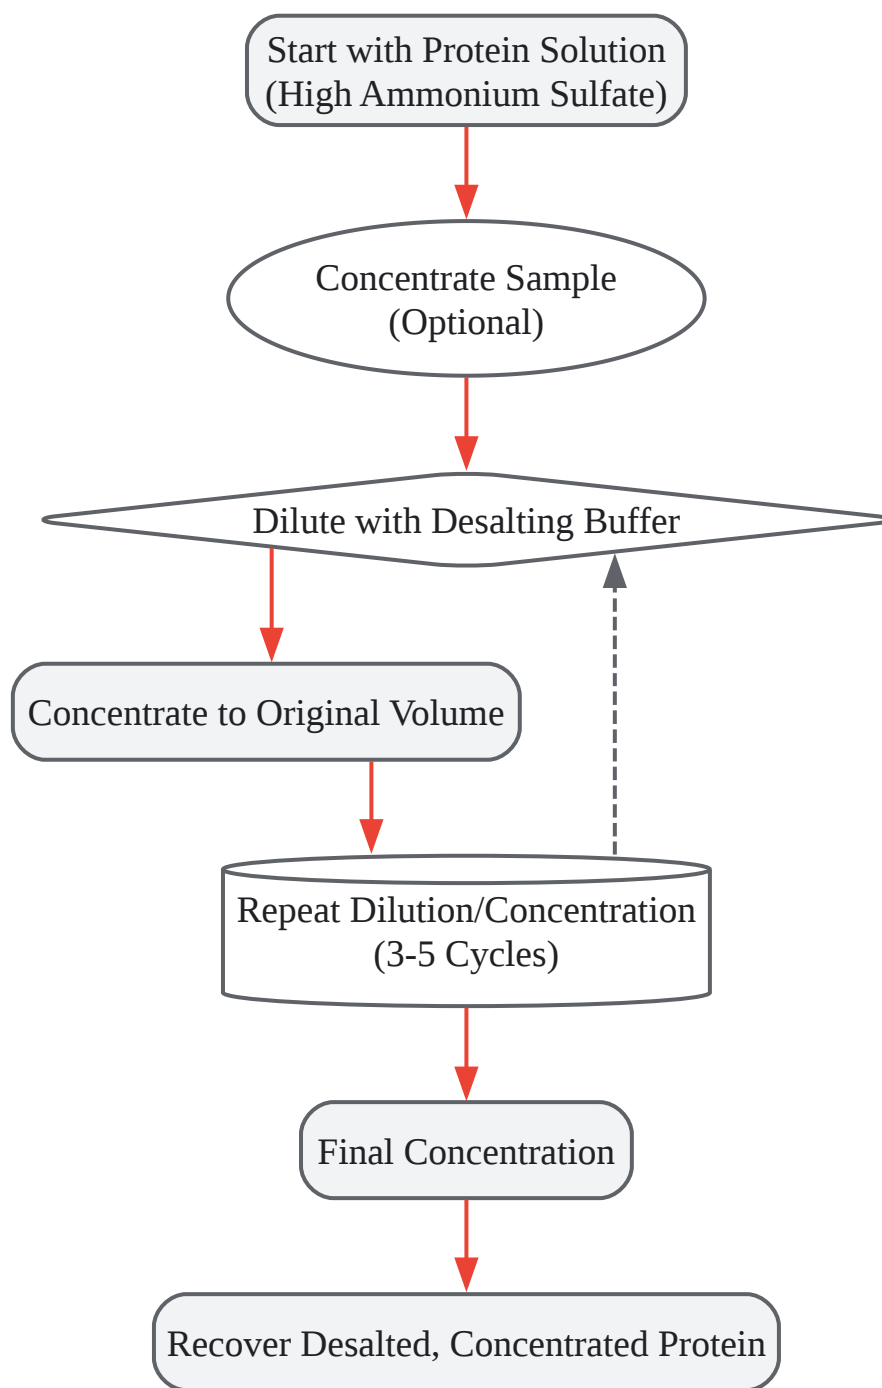 Start with Protein Solution
(High Ammonium Sulfate)
Concentrate Sample
(Optional)
Dilute with Desalting Buffer
Concentrate to Original Volume
Repeat Dilution/Concentration
(3-5 Cycles)
Final Concentration
Recover Desalted, Concentrated Protein